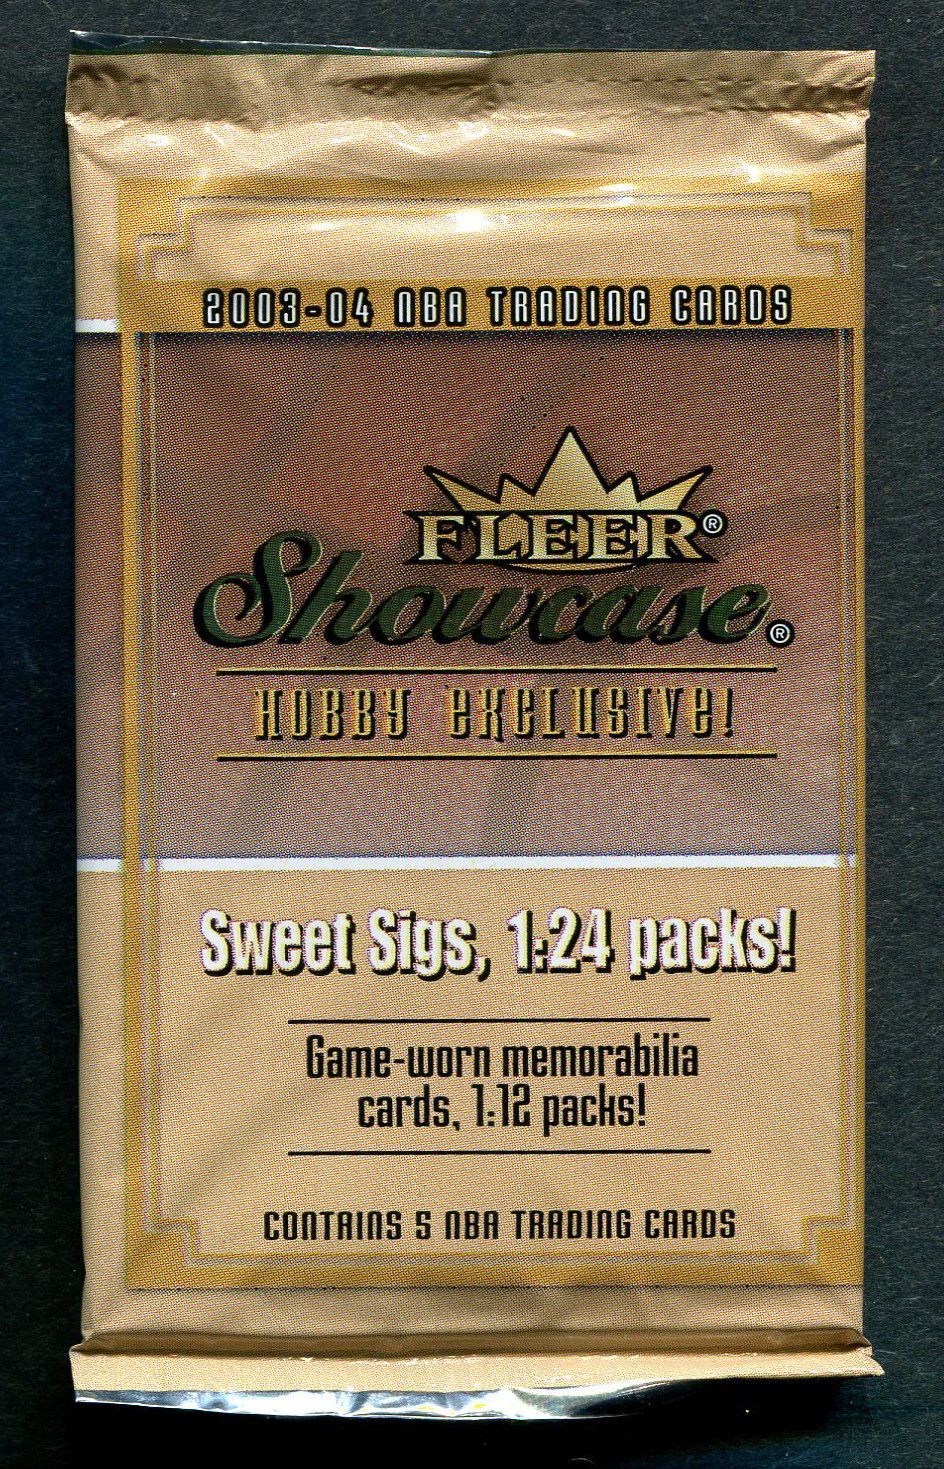 2003-04 NBA TRADING CARDS
FLEER®
Showcase®
HOBBY EXCLUSIVE!
Sweet Sigs, 1:24 packs!
Game-worn memorabilia
cards, 1:12 packs!
CONTAINS 5 NBA TRADING CARDS